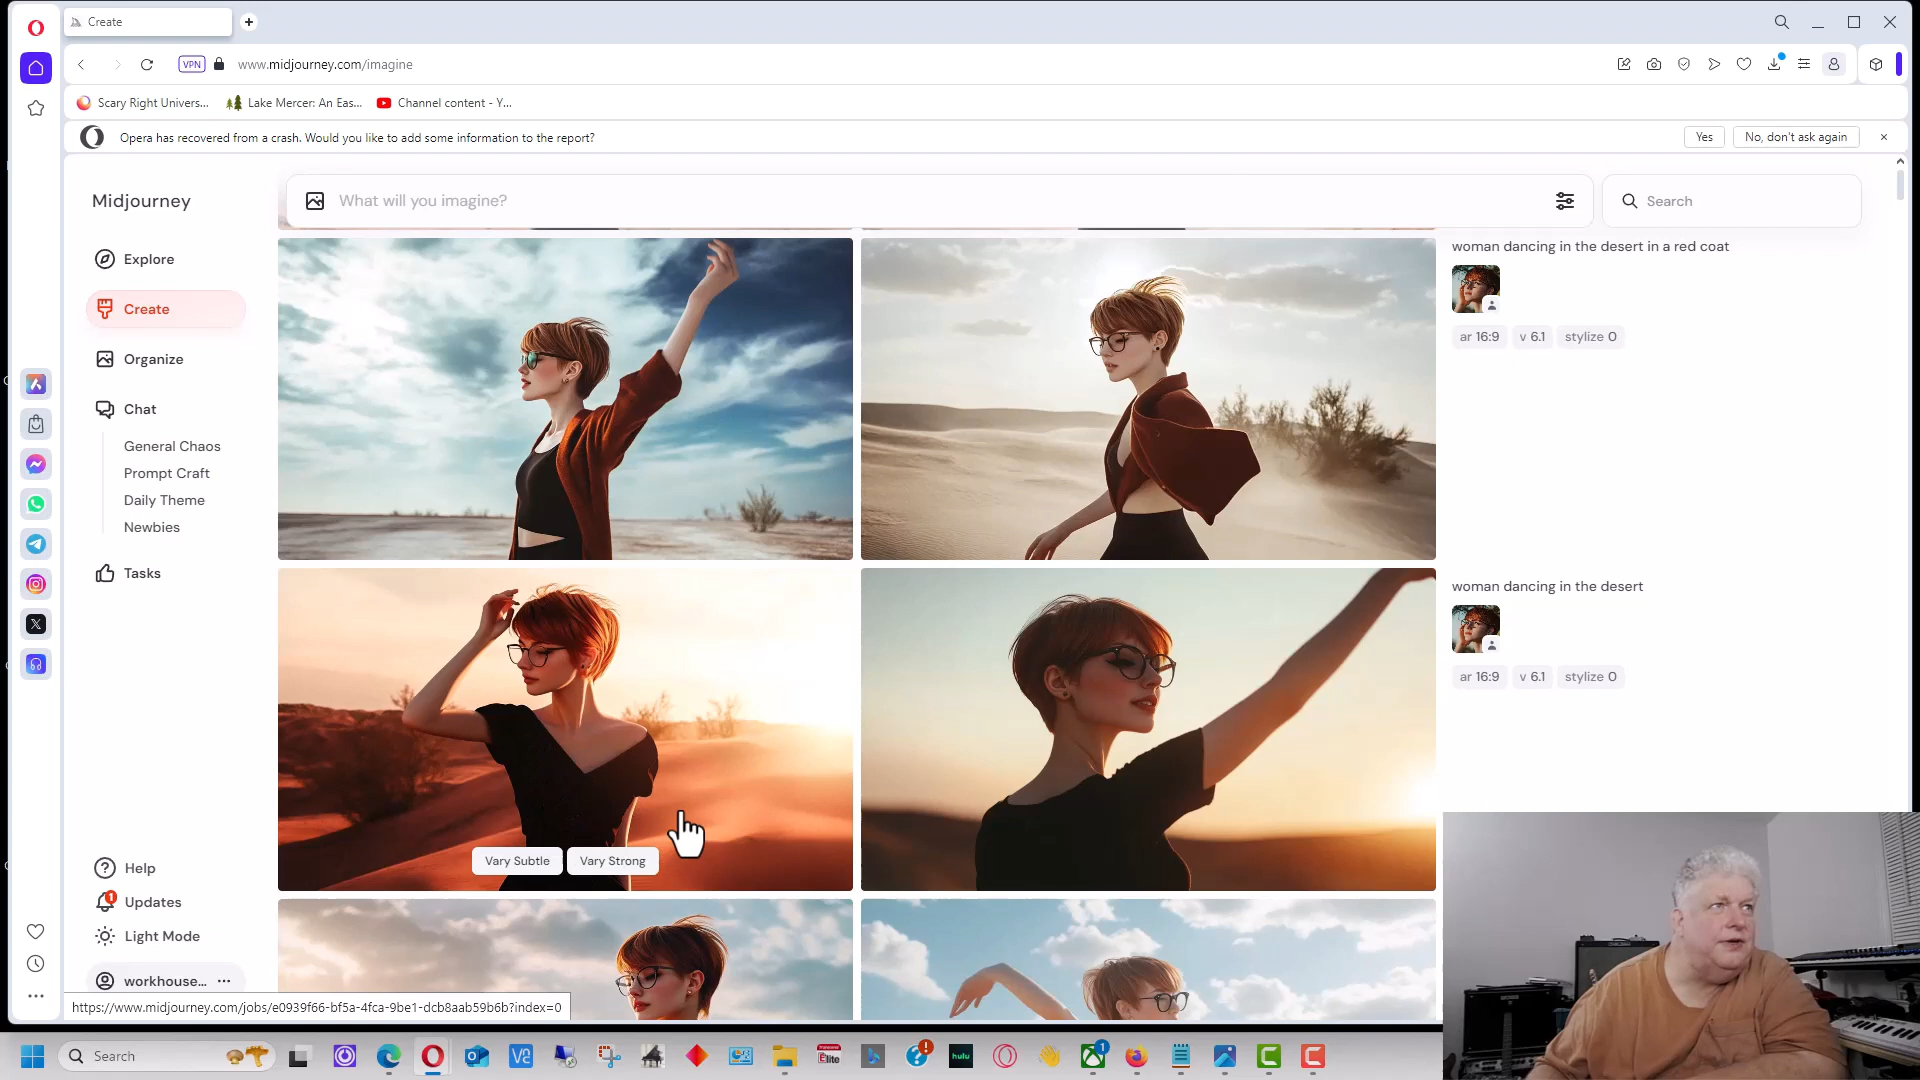 Create
VPN
www.midjourney.com/imagine
Scary Right Univers...
Lake Mercer: An Eas...
Channel content - Y...
Opera has recovered from a crash. Would you like to add some information to the report?
Yes
No, don't ask again
Midjourney
What will you imagine?
Search
Explore
Create
Organize
Chat
General Chaos
Prompt Craft
Daily Theme
Newbies
Tasks
woman dancing in the desert in a red coat
ar 16:9
v 6.1
stylize 0
woman dancing in the desert
ar 16:9
v 6.1
stylize 0
Vary Subtle
Vary Strong
Help
1
Updates
Light Mode
workhouse...
https://www.midjourney.com/jobs/e0939f66-bf5a-4fca-9be1-dcb8aab59b6b?index=0
Search
hulu
Elite
1